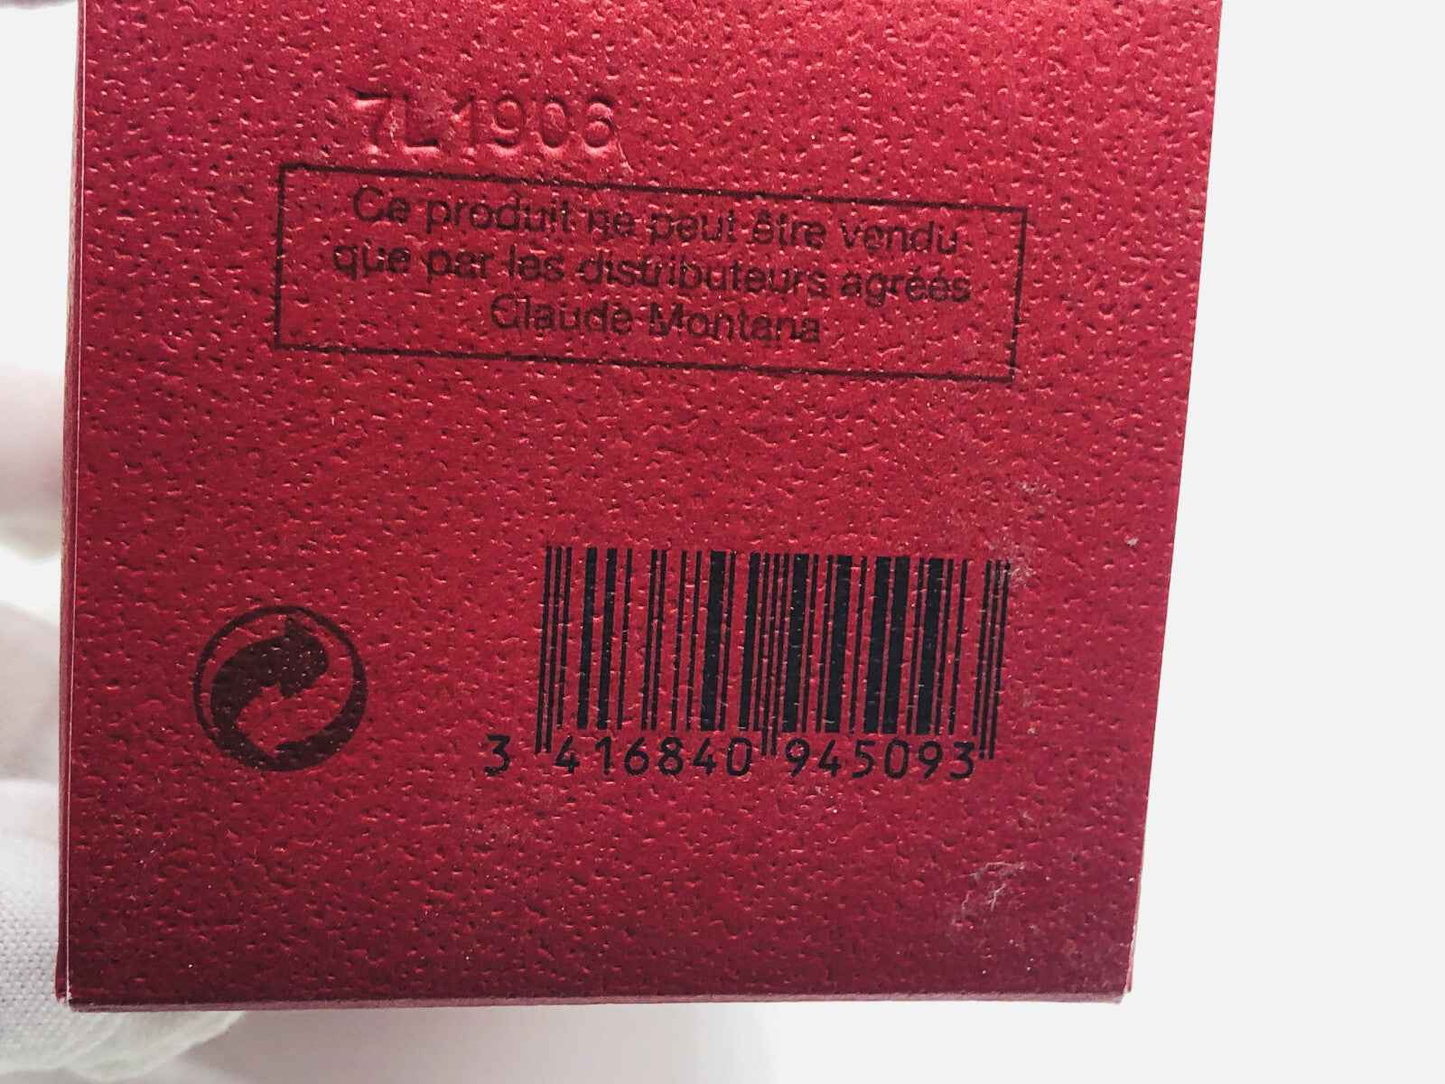 7L1906
Ce produit ne peut être vendu
que par les distributeurs agréés
Claude Montana
3 416840 945093